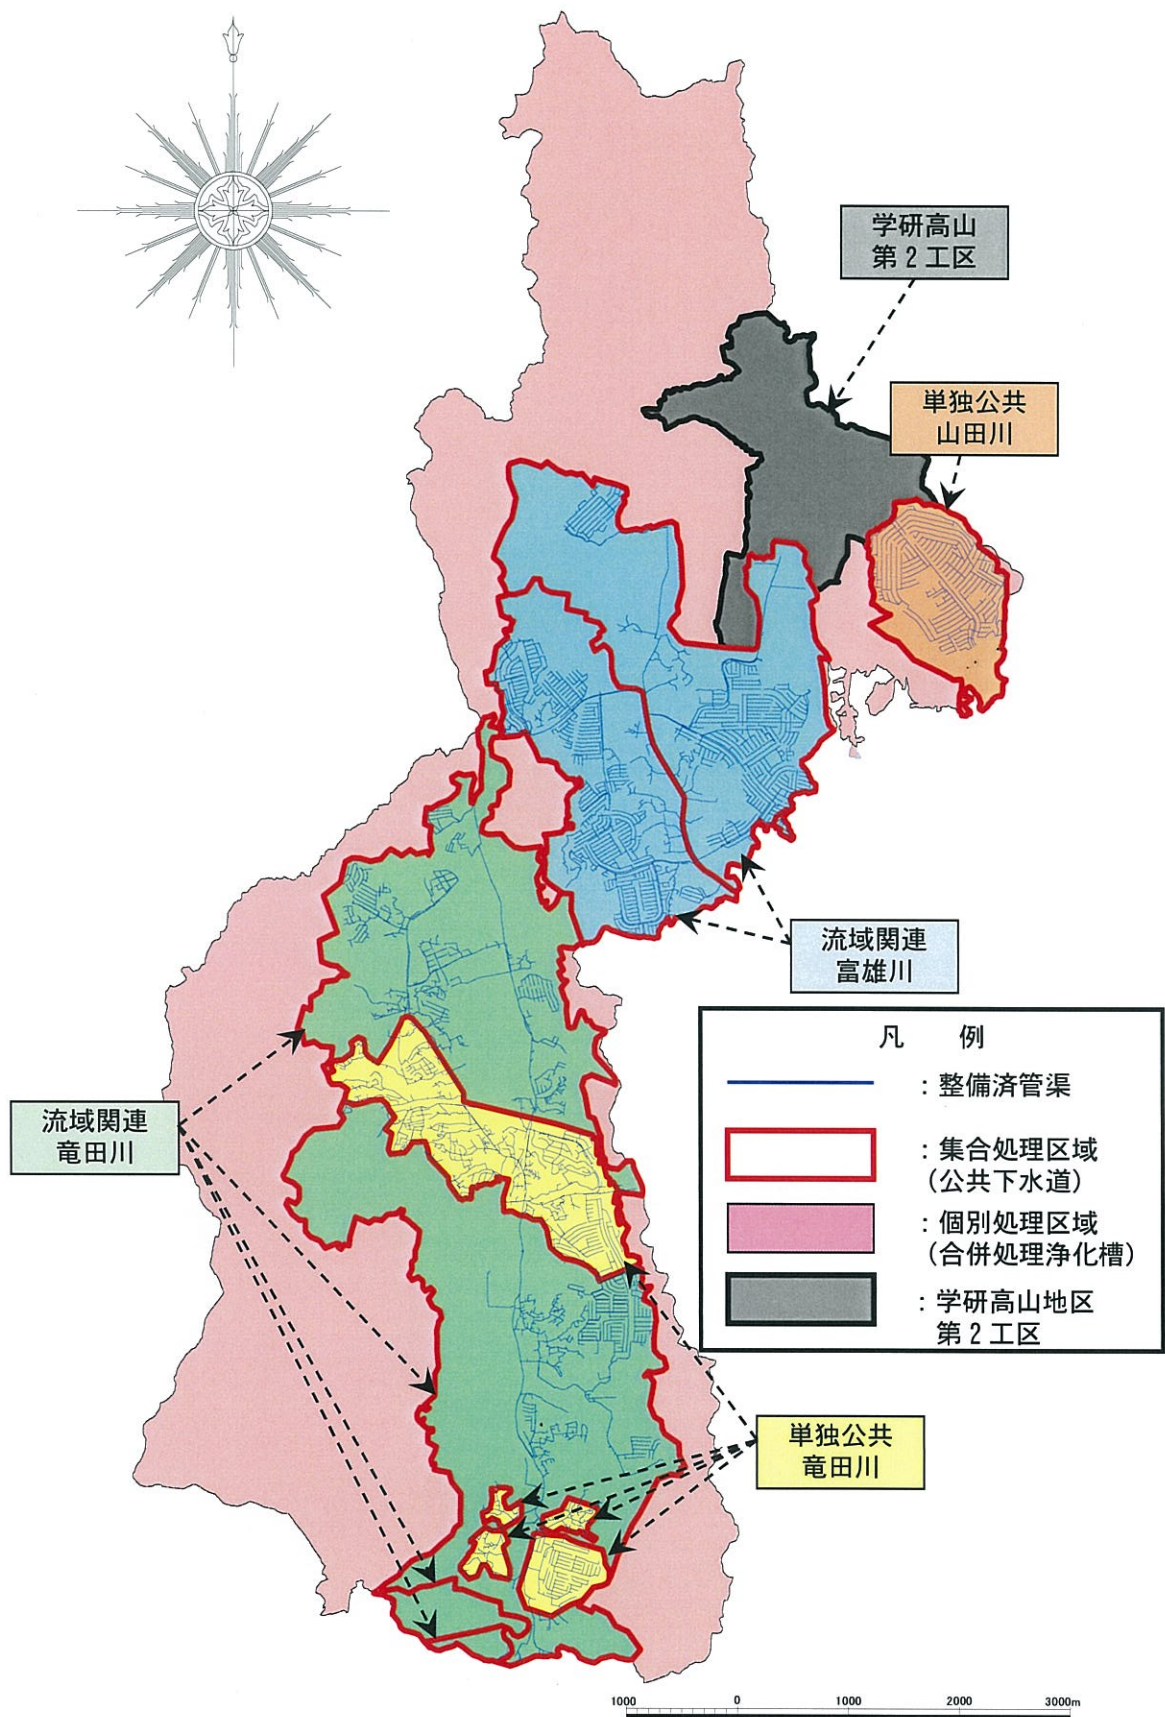 学研高山
第2工区
単独公共
山田川
流域関連
富雄川
凡 例
：整備済管渠
：集合処理区域
(公共下水道)
：個別処理区域
(合併処理浄化槽)
：学研高山地区
第2工区
流域関連
竜田川
単独公共
竜田川
1000 0 1000 2000 3000m